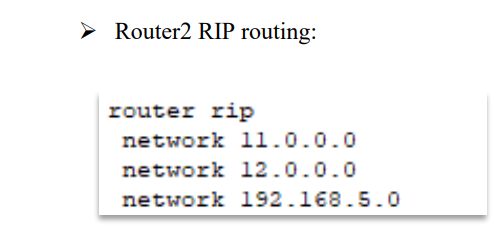 ➢ Router2 RIP routing:
router rip
network 11.0.0.0
network 12.0.0.0
network 192.168.5.0